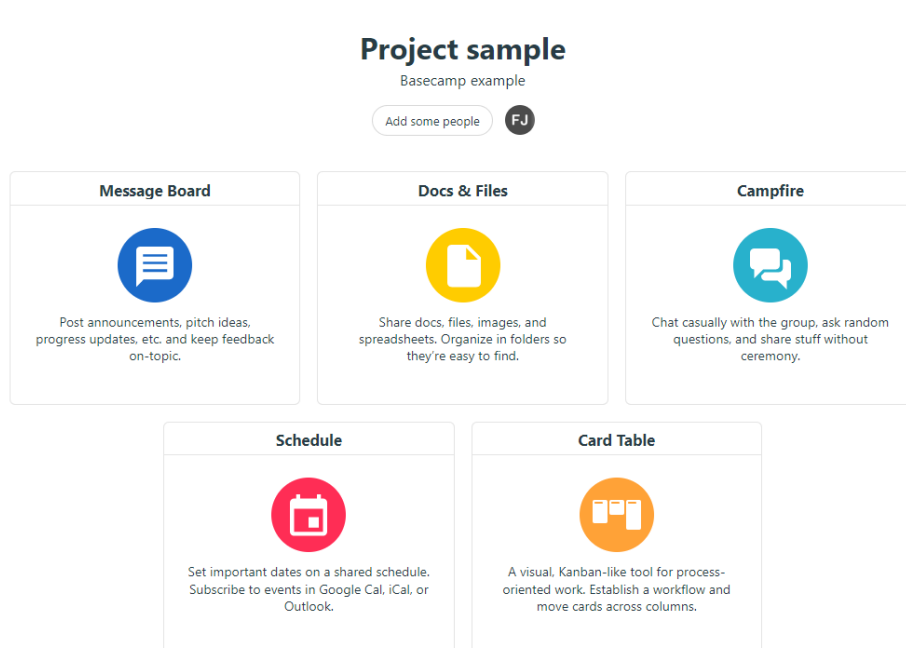 Project sample
Basecamp example
Add some people
FJ
Message Board
Post announcements, pitch ideas,
progress updates, etc. and keep feedback
on-topic.
Docs & Files
Share docs, files, images, and
spreadsheets. Organize in folders so
they're easy to find.
Campfire
Chat casually with the group, ask random
questions, and share stuff without
ceremony.
Schedule
Set important dates on a shared schedule.
Subscribe to events in Google Cal, iCal, or
Outlook.
Card Table
A visual, Kanban-like tool for process-
oriented work. Establish a workflow and
move cards across columns.